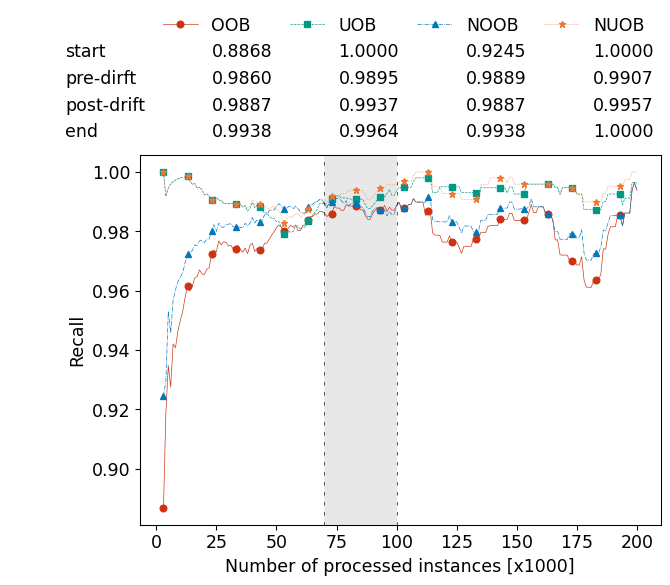 OOB UOB NOOB NUOB
start 0.8868 1.0000 0.9245 1.0000
pre-dirft 0.9860 0.9895 0.9889 0.9907
post-drift 0.9887 0.9937 0.9887 0.9957
end 0.9938 0.9964 0.9938 1.0000
1.00
0.98
0.96
0.94
0.92
0.90
Recall
0 25 50 75 100 125 150 175 200
Number of processed instances [x1000]